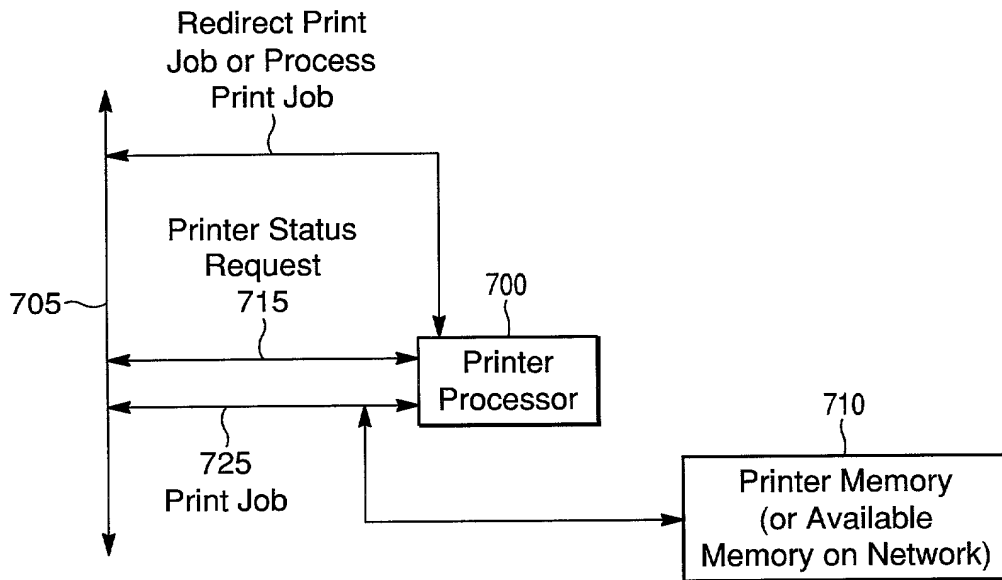 Redirect Print
Job or Process
Print Job
Printer Status
Request
715
705
700
Printer
Processor
725
Print Job
710
Printer Memory
(or Available
Memory on Network)